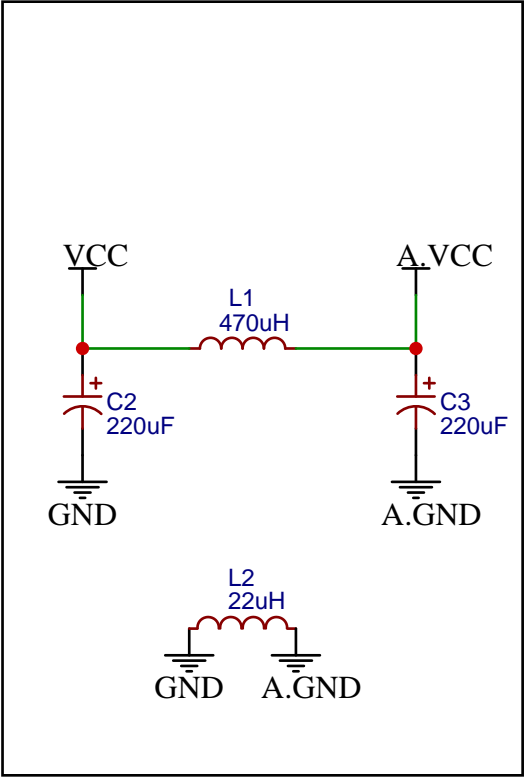 VCC
A.VCC
L1
470uH
+
C2
220uF
+
C3
220uF
GND
A.GND
L2
22uH
GND
A.GND